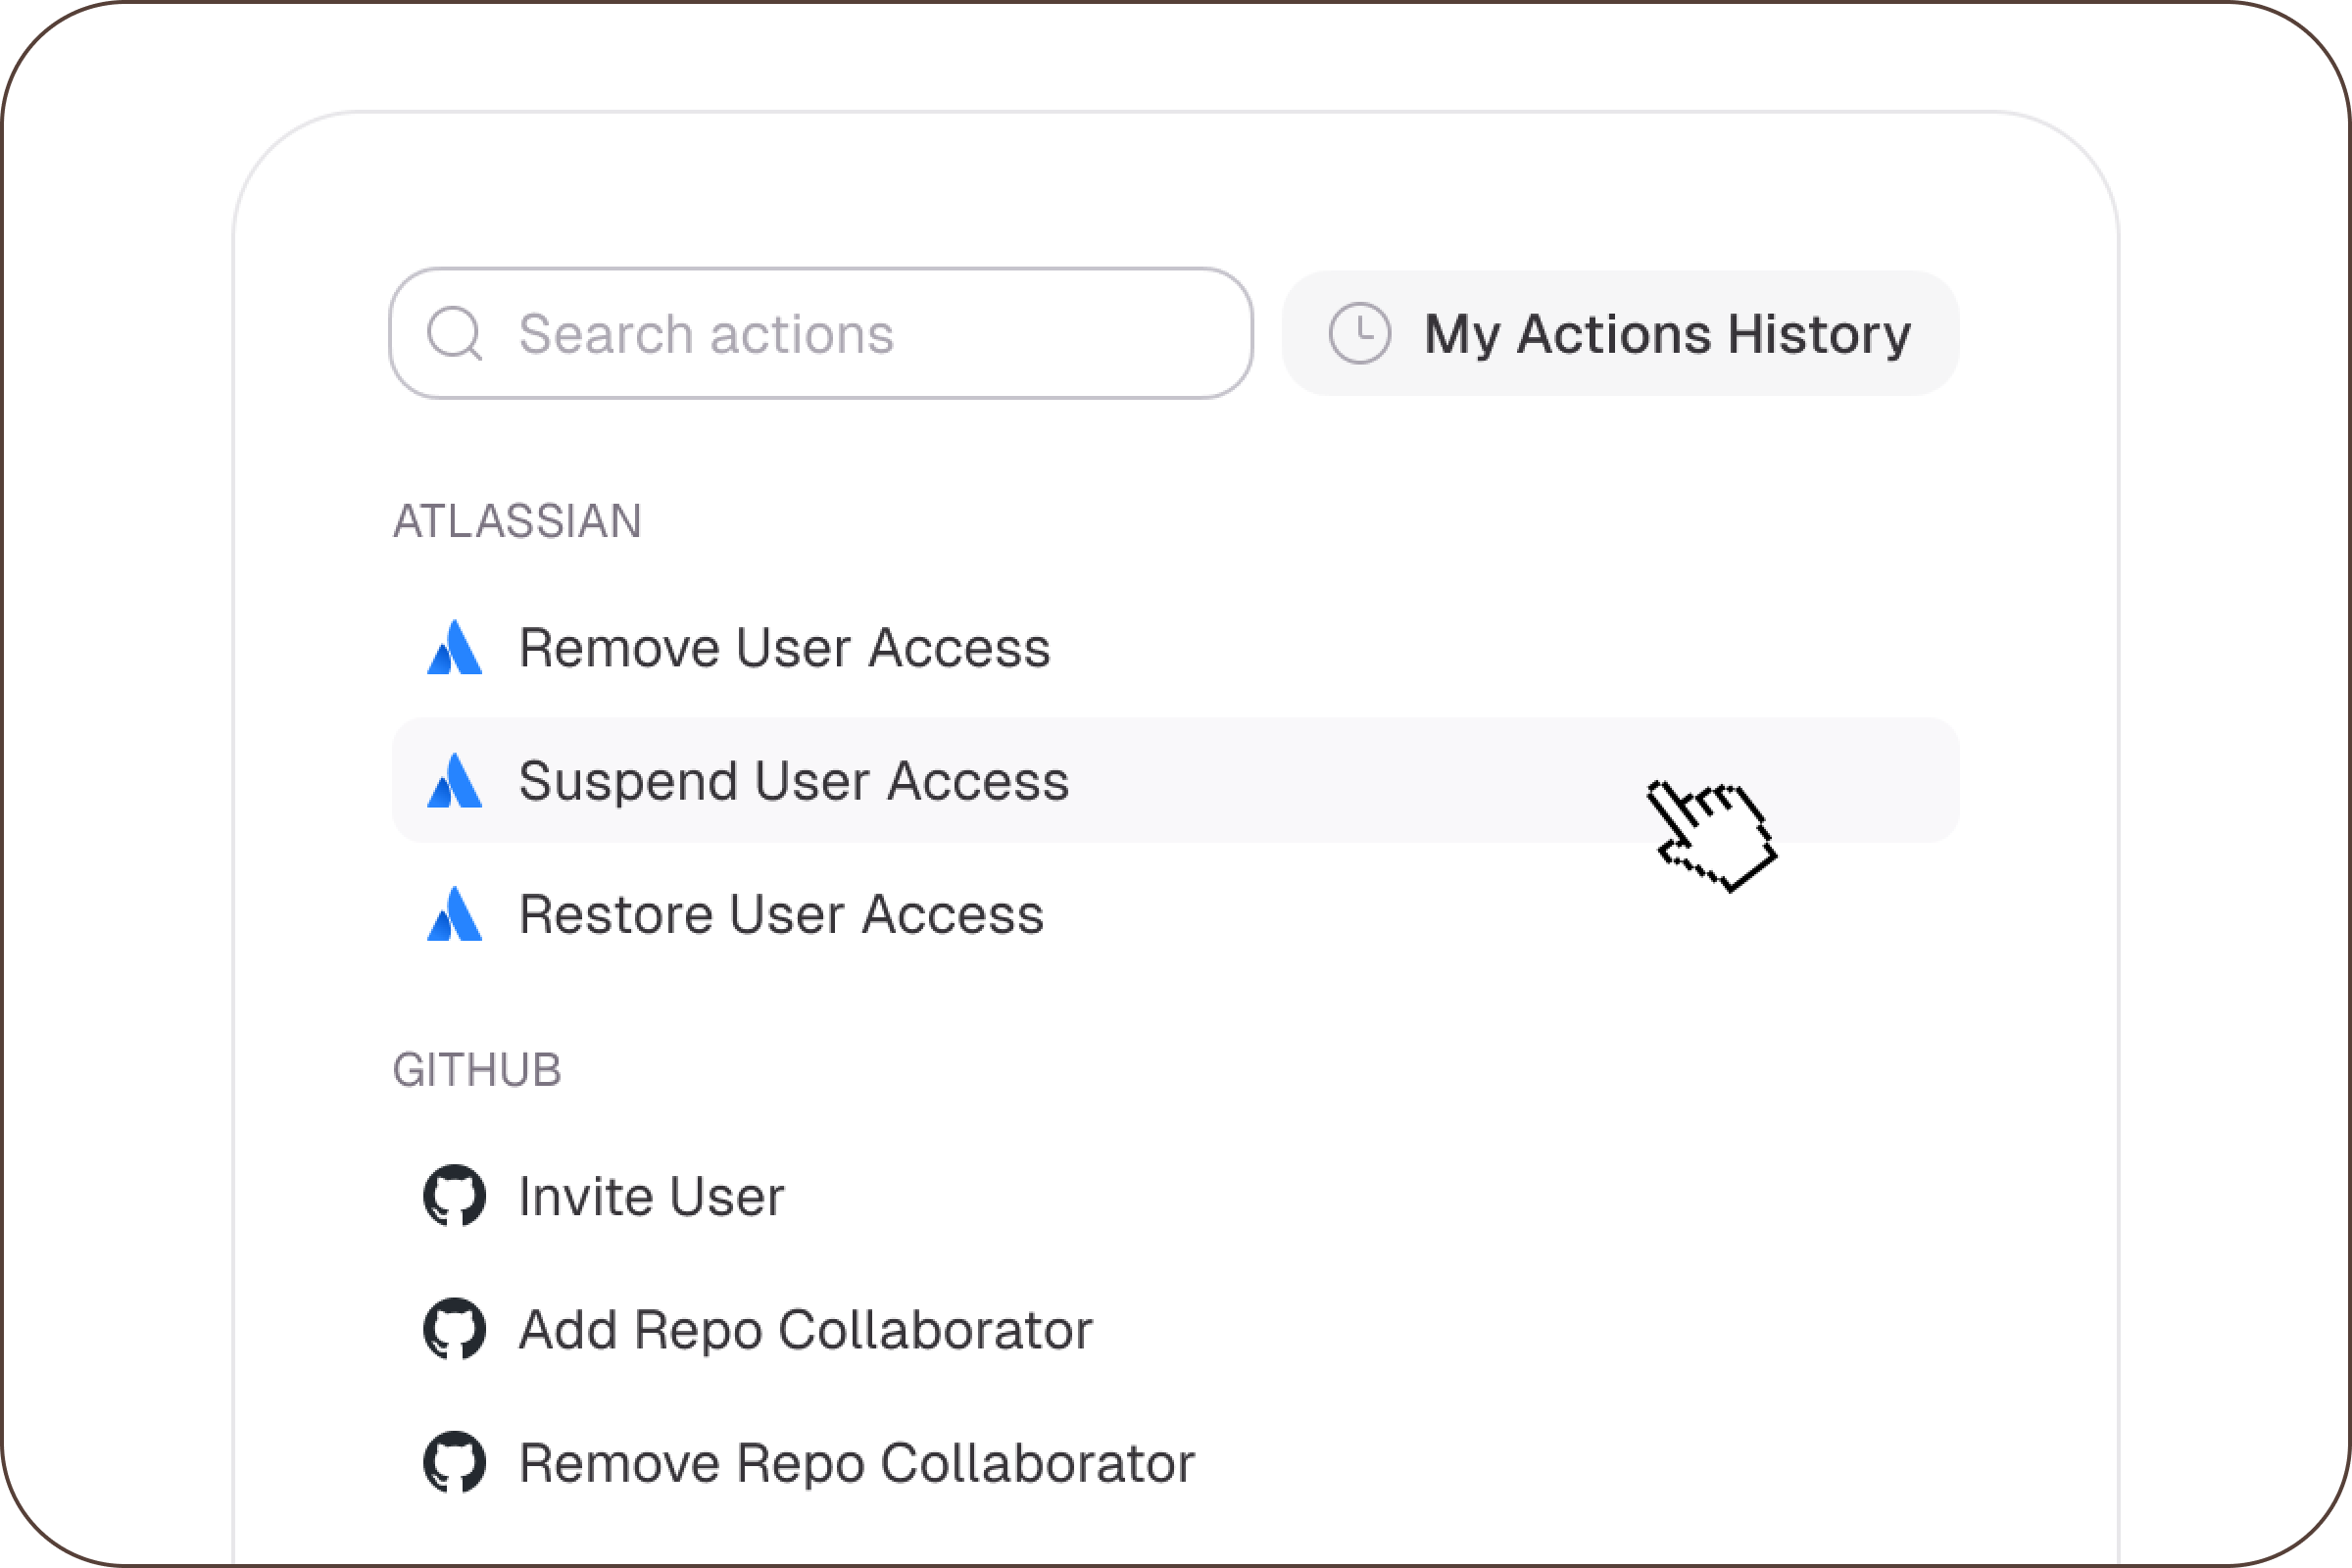 Search actions
My Actions History
ATLASSIAN
Remove User Access
Suspend User Access
Restore User Access
GITHUB
Invite User
Add Repo Collaborator
Remove Repo Collaborator